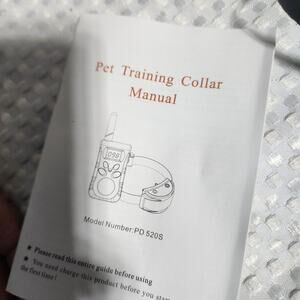 Pet Training Collar
Manual
Model Number:PD 520S
● Please read this entire guide before using
● You need charge this product before you start
the first time!